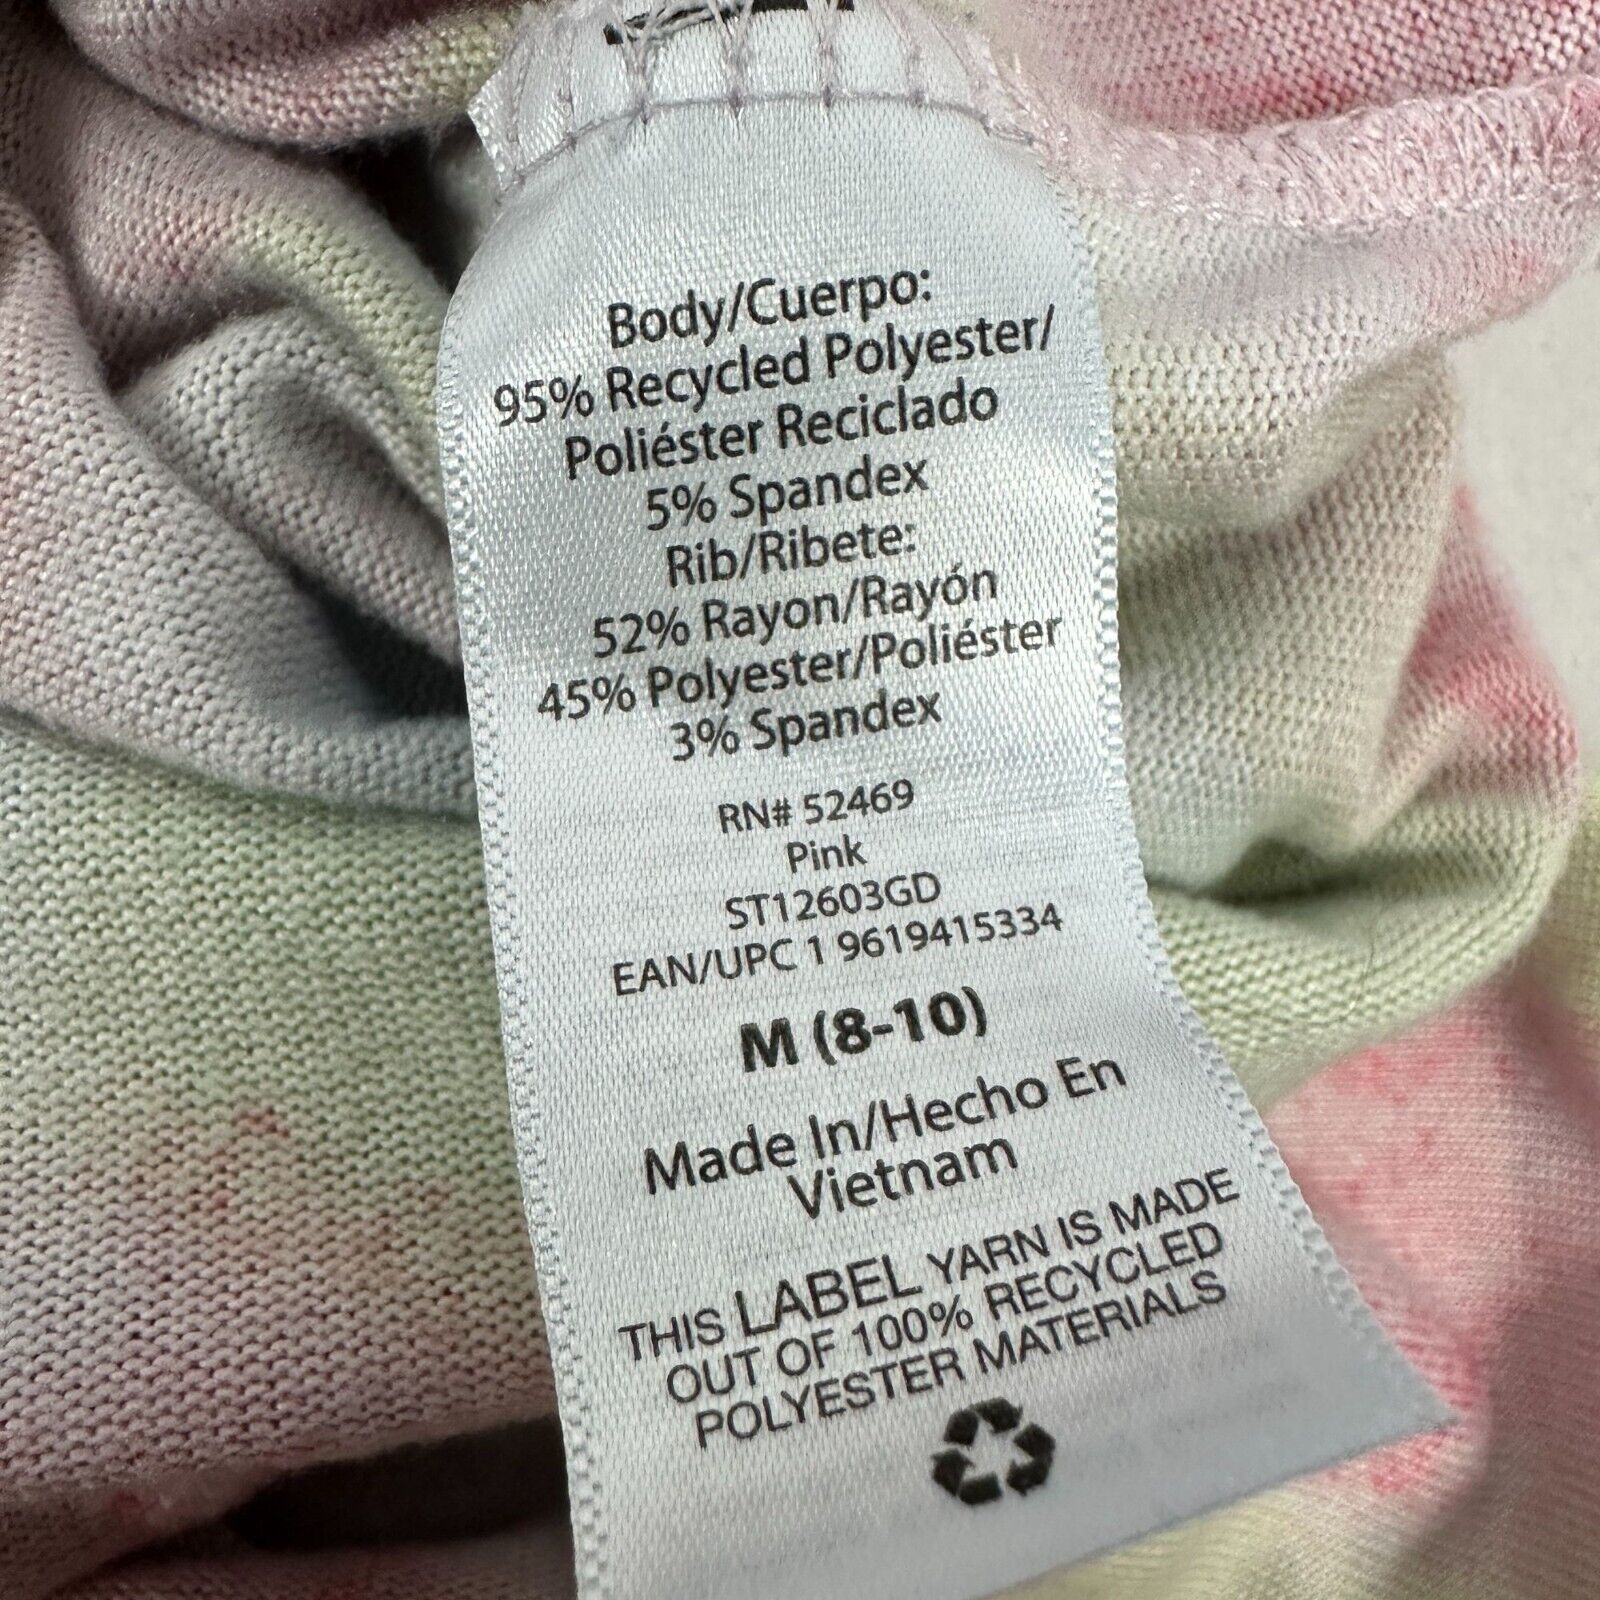 Body/Cuerpo:
95% Recycled Polyester/
Poliéster Reciclado
5% Spandex
Rib/Ribete:
52% Rayon/Rayón
45% Polyester/Poliéster
3% Spandex
RN# 52469
Pink
ST12603GD
EAN/UPC 1 9619415334
M (8-10)
Made In/Hecho En
Vietnam
THIS LABEL YARN IS MADE
OUT OF 100% RECYCLED
POLYESTER MATERIALS